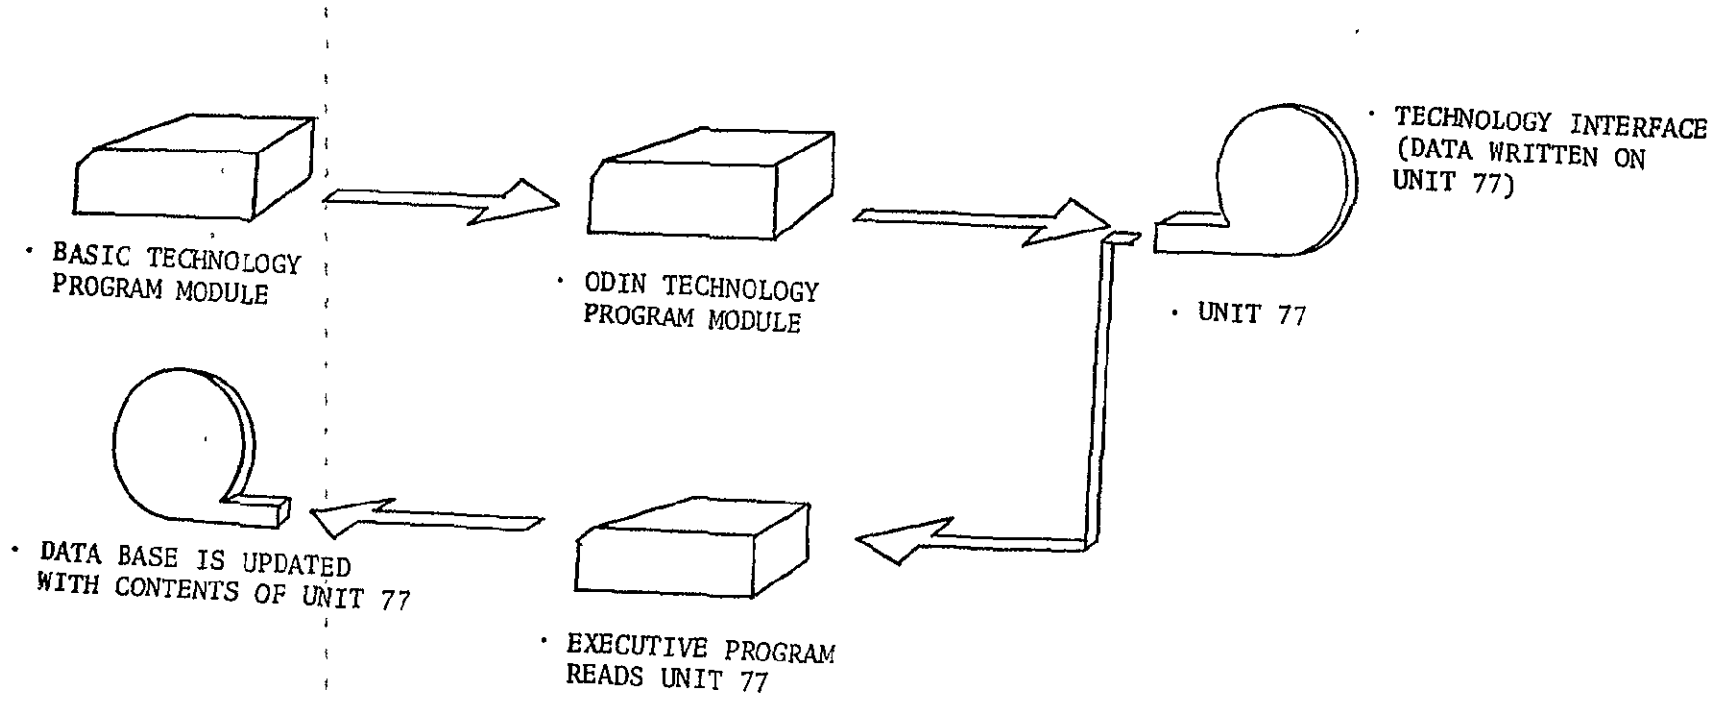 · TECHNOLOGY INTERFACE
(DATA WRITTEN ON
UNIT 77)
· BASIC TECHNOLOGY
PROGRAM MODULE
· ODIN TECHNOLOGY
PROGRAM MODULE
· UNIT 77
· DATA BASE IS UPDATED
WITH CONTENTS OF UNIT 77
· EXECUTIVE PROGRAM
READS UNIT 77